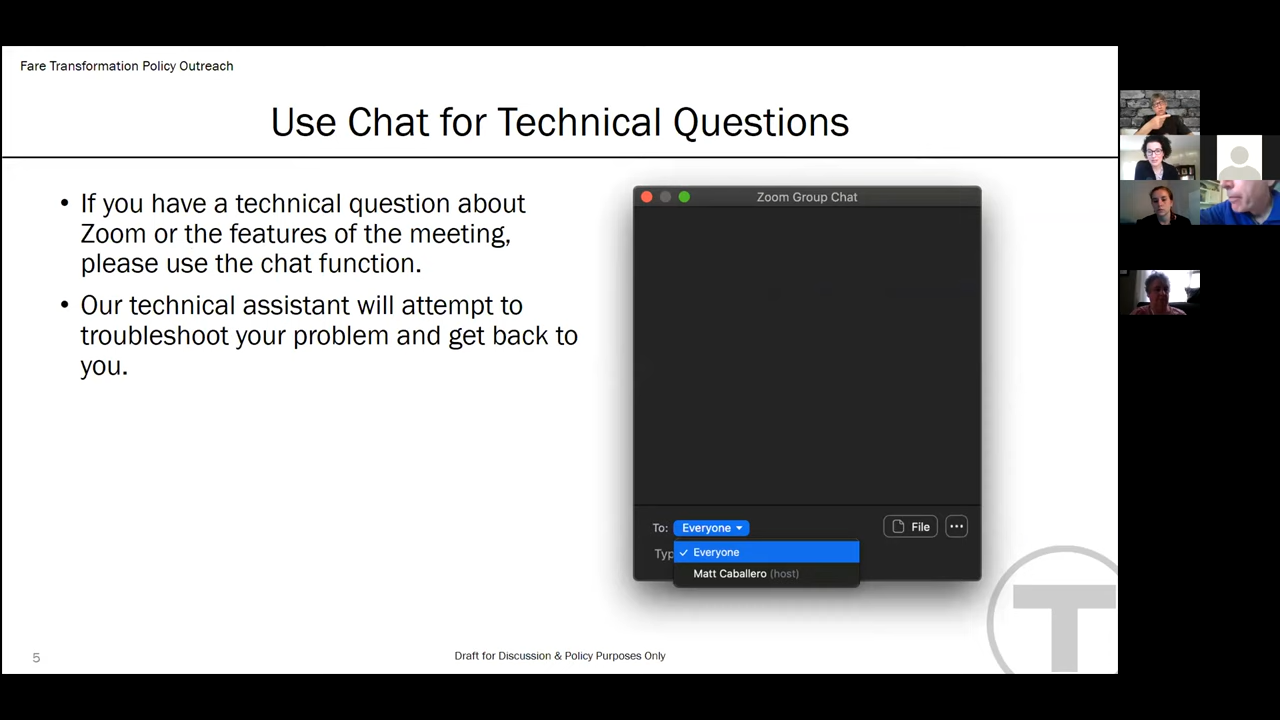 Fare Transformation Policy Outreach
Use Chat for Technical Questions
• If you have a technical question about
Zoom or the features of the meeting,
please use the chat function.
• Our technical assistant will attempt to
troubleshoot your problem and get back to
you.
Zoom Group Chat
To: Everyone
File
Typ
✓ Everyone
Matt Caballero (host)
5
Draft for Discussion & Policy Purposes Only
T